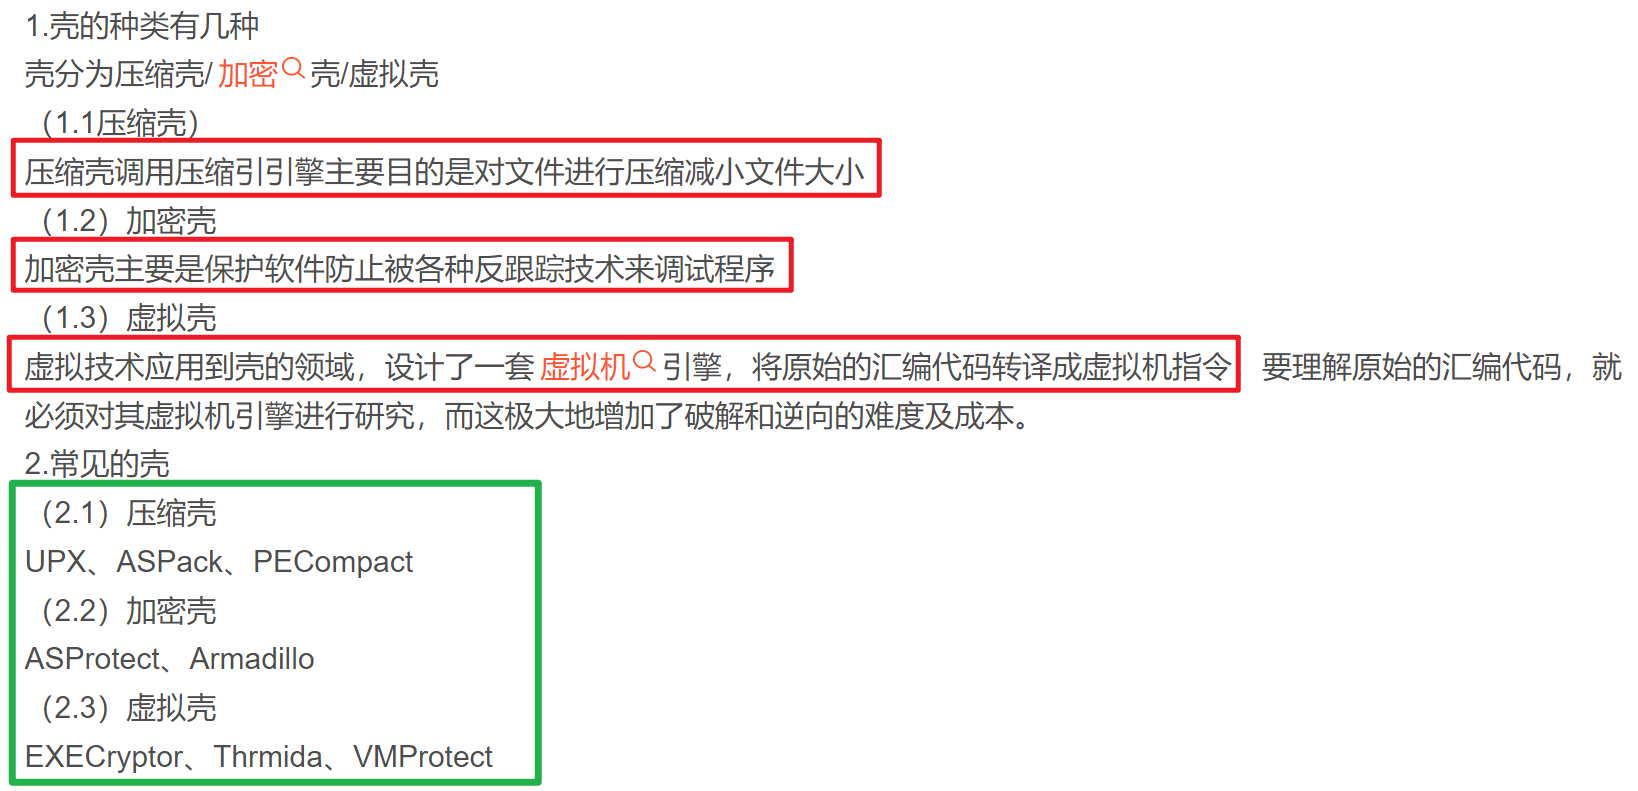 1.壳的种类有几种
壳分为压缩壳/加密壳/虚拟壳
（1.1压缩壳）
压缩壳调用压缩引引擎主要目的是对文件进行压缩减小文件大小
（1.2）加密壳
加密壳主要是保护软件防止被各种反跟踪技术来调试程序
（1.3）虚拟壳
虚拟技术应用到壳的领域，设计了一套虚拟机引擎，将原始的汇编代码转译成虚拟机指令 要理解原始的汇编代码，就
必须对其虚拟机引擎进行研究，而这极大地增加了破解和逆向的难度及成本。
2.常见的壳
（2.1）压缩壳
UPX、ASPack、PECompact
（2.2）加密壳
ASProtect、Armadillo
（2.3）虚拟壳
EXECryptor、Thrmida、VMProtect